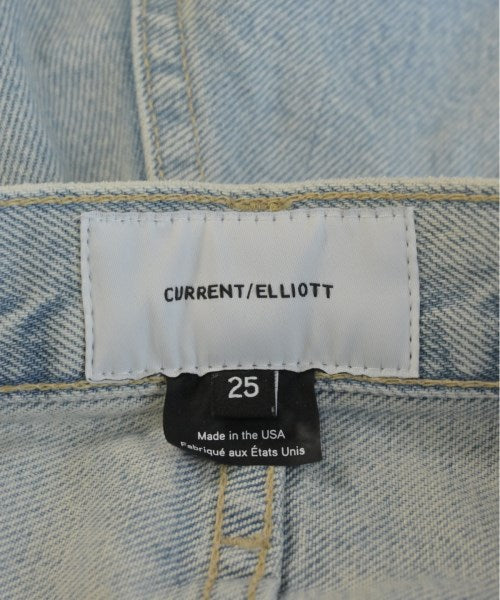 CURRENT/ELLIOTT
25
Made in the USA
Fabriqué aux États Unis